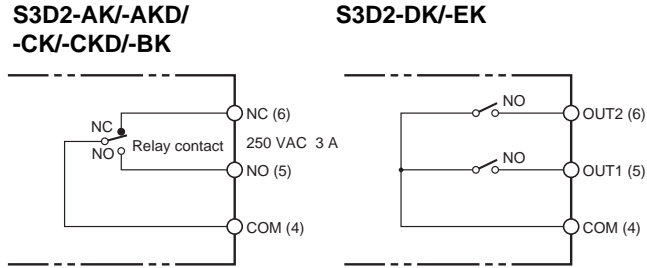 S3D2-AK/-AKD/
-CK/-CKD/-BK
NC
NO
Relay contact
NC (6)
250 VAC 3 A
NO (5)
COM (4)
S3D2-DK/-EK
NO
OUT2 (6)
NO
OUT1 (5)
COM (4)